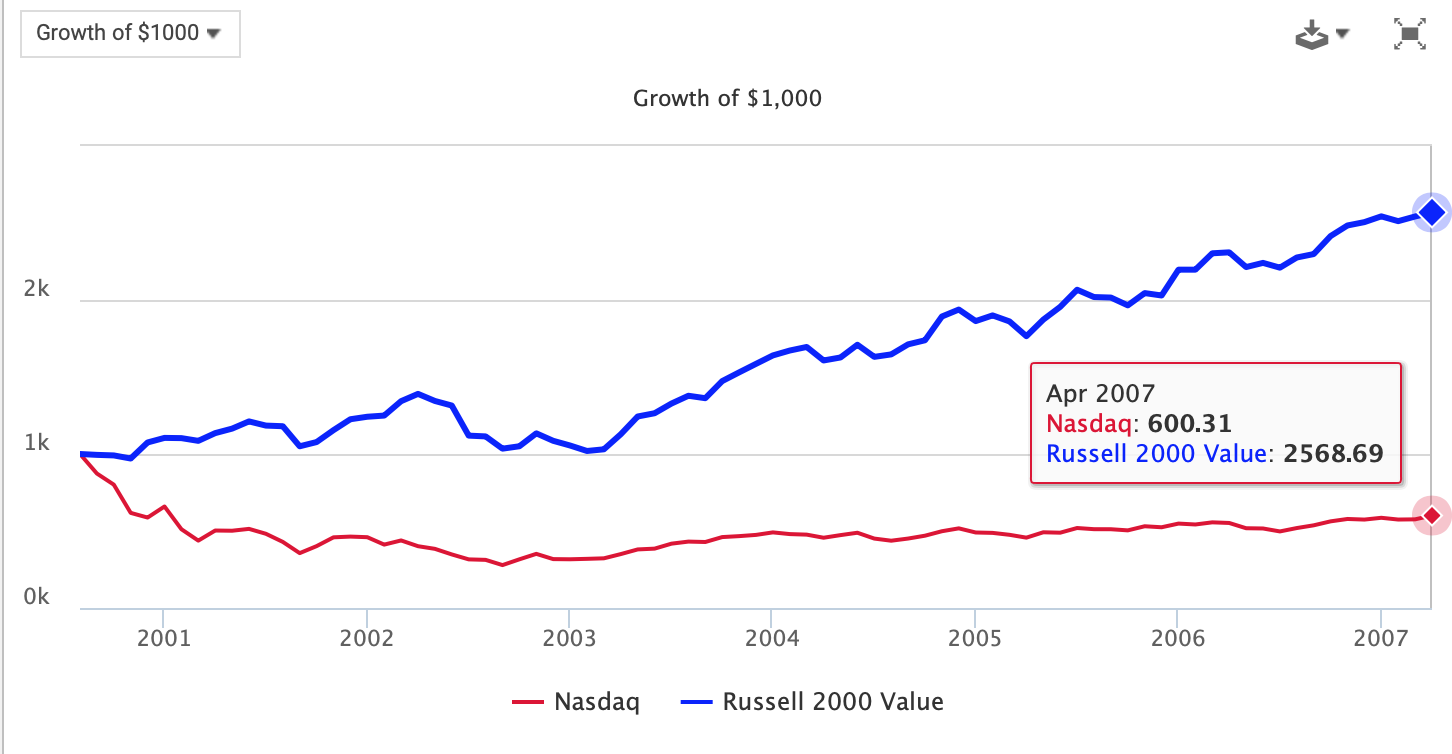 Growth of $1000
Growth of $1,000
2k
1k
0k
Apr 2007
Nasdaq: 600.31
Russell 2000 Value: 2568.69
2001 2002 2003 2004 2005 2006 2007
Nasdaq Russell 2000 Value